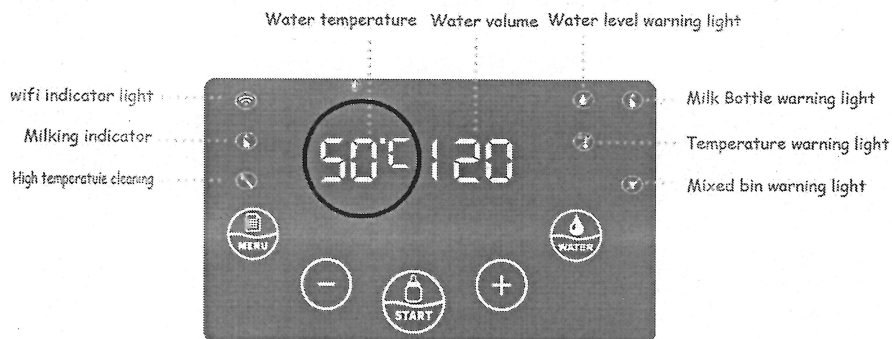 Water temperature Water volume Water level warning light
wifi indicator light
Milk Bottle warning light
Milking indicator
Temperature warning light
50°C 120
High temperatuie cleaning
Mixed bin warning light
MENU
WATER
START